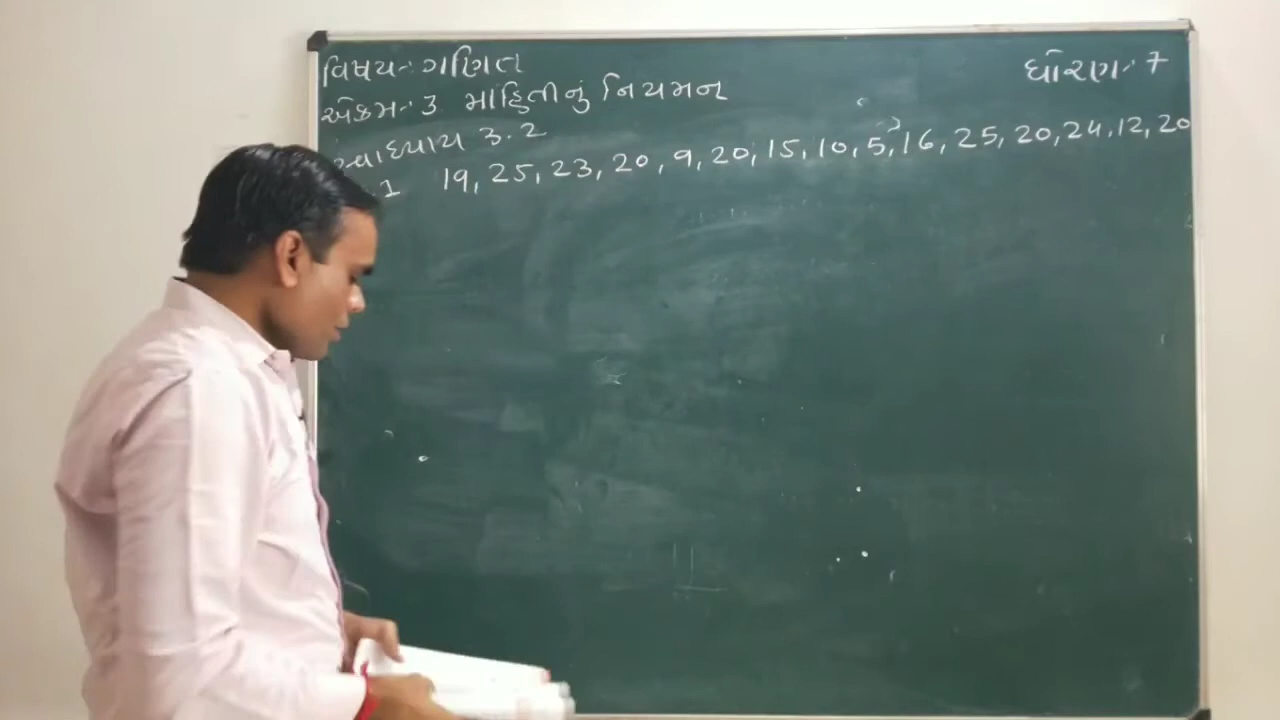 વિષય:- ગણિત
ધોરણ:- 7
એકમ:- 3 માહિતીનું નિયમન
સ્વાધ્યાય 3.2
.1 19, 25, 23, 20, 9, 20, 15, 10, 5, 16, 25, 20, 24, 12, 20